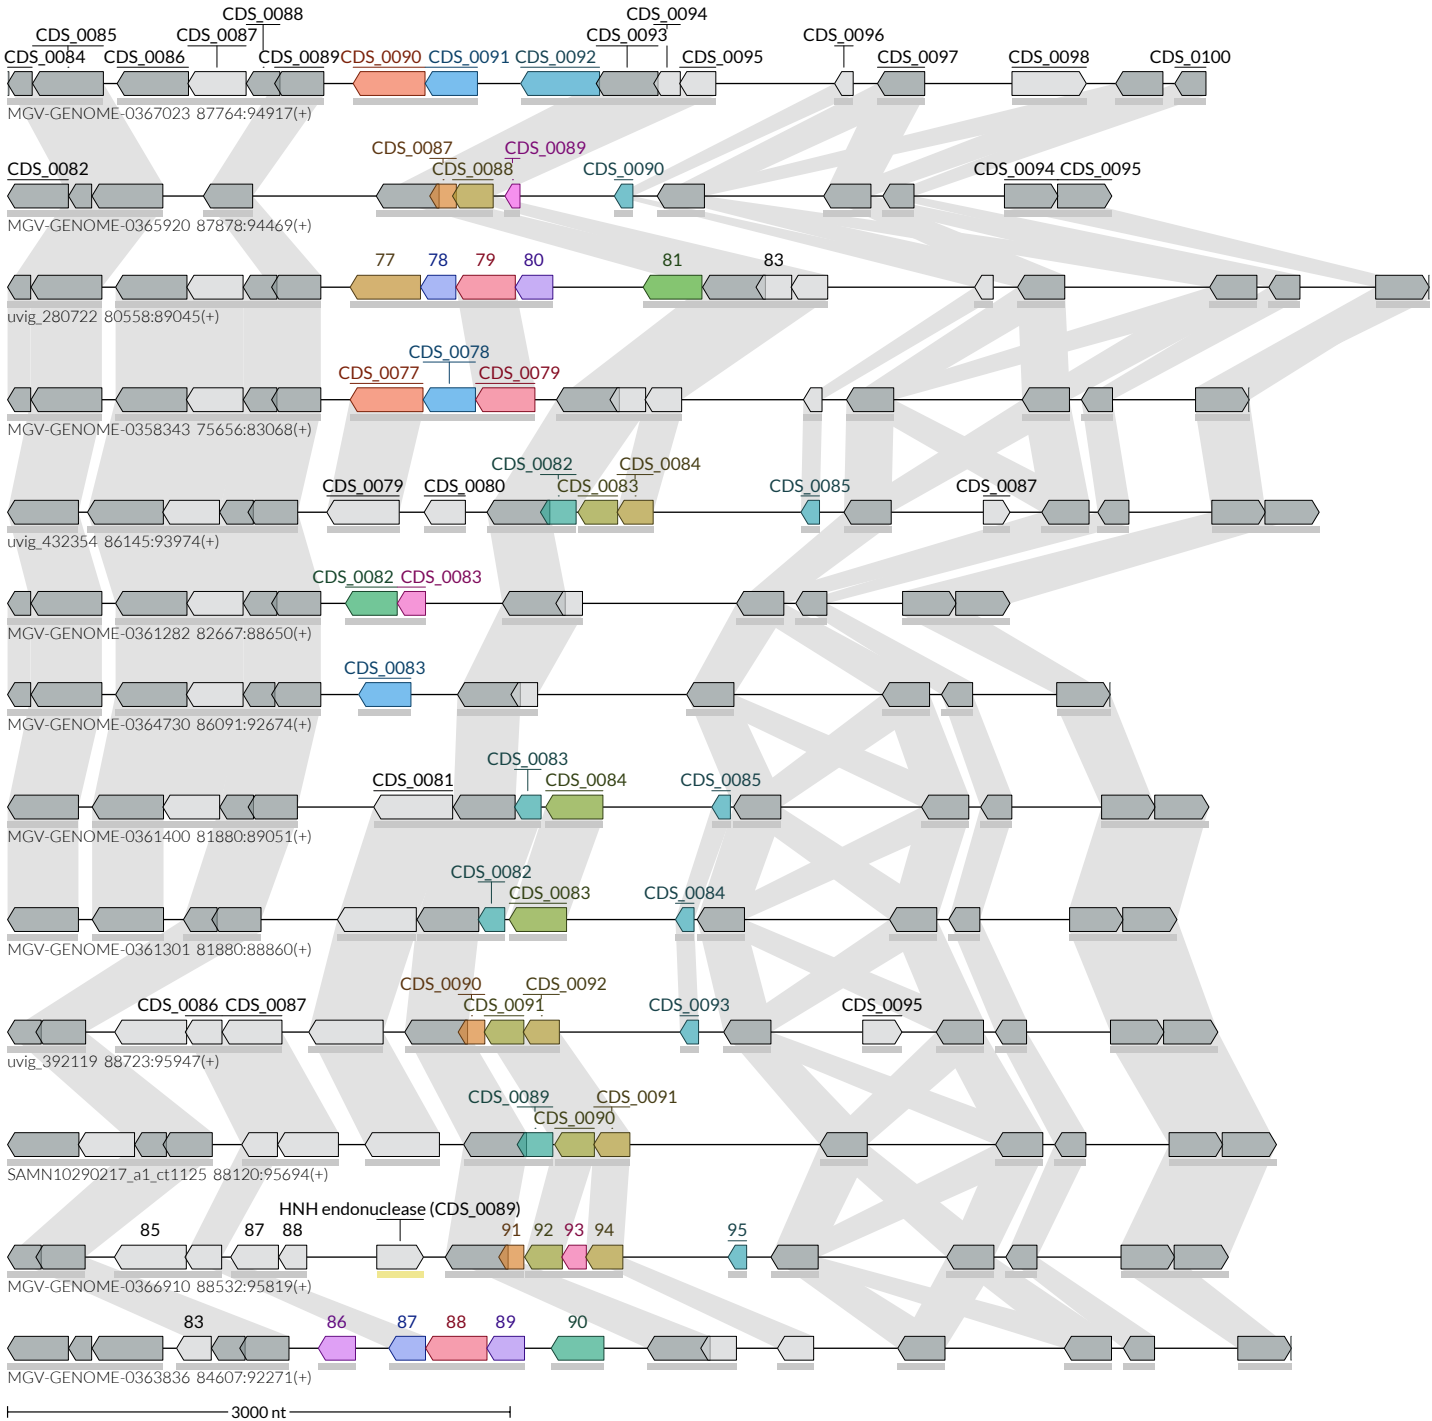 CDS_0088
CDS_0094
CDS_0085 CDS_0087 CDS_0093 CDS_0096
CDS_0084 CDS_0086 CDS_0089 CDS_0090 CDS_0091 CDS_0092 CDS_0095 CDS_0097 CDS_0098 CDS_0100
MGV-GENOME-0367023 87764:94917(+)
CDS_0087 CDS_0089
CDS_0082 CDS_0088 CDS_0090 CDS_0094 CDS_0095
MGV-GENOME-0365920 87878:94469(+)
77 78 79 80 81 83
uvig_280722 80558:89045(+)
CDS_0078
CDS_0077 CDS_0079
MGV-GENOME-0358343 75656:83068(+)
CDS_0082 CDS_0084
CDS_0079 CDS_0080 CDS_0083 CDS_0085 CDS_0087
uvig_432354 86145:93974(+)
CDS_0082 CDS_0083
MGV-GENOME-0361282 82667:88650(+)
CDS_0083
MGV-GENOME-0364730 86091:92674(+)
CDS_0083
CDS_0081 CDS_0084 CDS_0085
MGV-GENOME-0361400 81880:89051(+)
CDS_0082
CDS_0083 CDS_0084
MGV-GENOME-0361301 81880:88860(+)
CDS_0090 CDS_0092
CDS_0086 CDS_0087 CDS_0091 CDS_0093 CDS_0095
uvig_392119 88723:95947(+)
CDS_0089 CDS_0091
CDS_0090
SAMN10290217_a1_ct1125 88120:95694(+)
HNH endonuclease (CDS_0089)
85 87 88 91 92 93 94 95
MGV-GENOME-0366910 88532:95819(+)
83 86 87 88 89 90
MGV-GENOME-0363836 84607:92271(+)
3000 nt